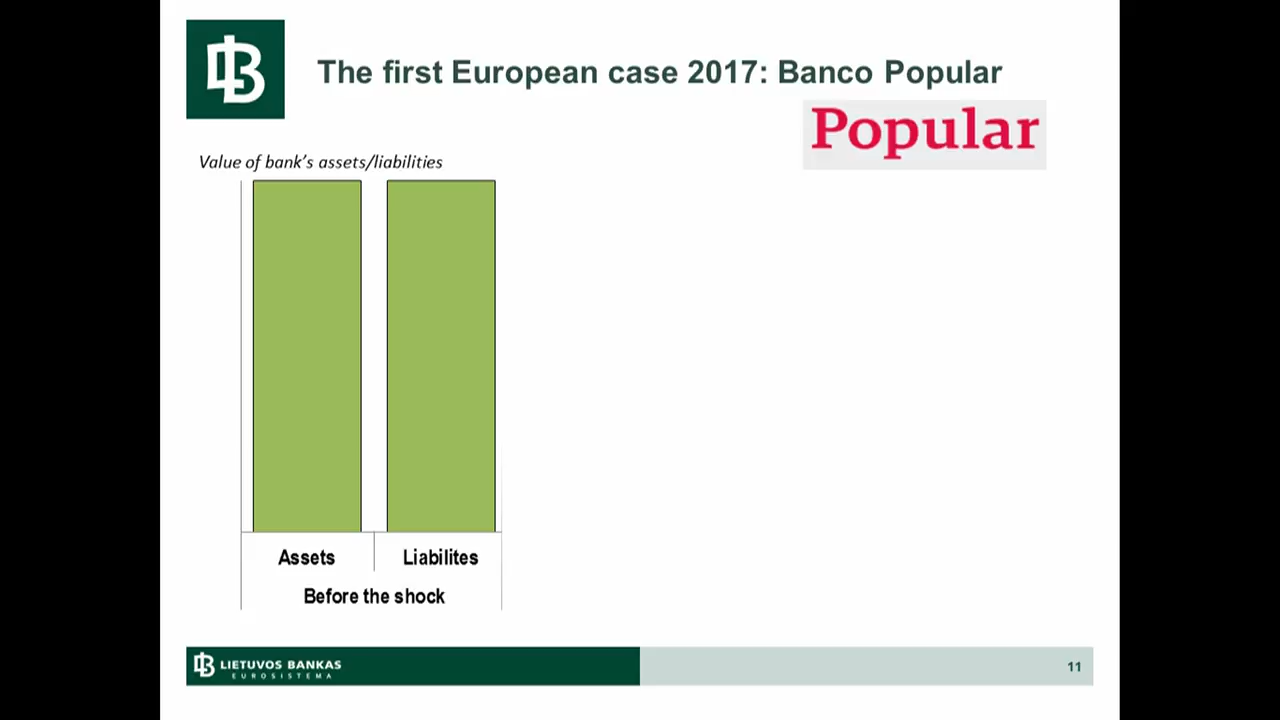 The first European case 2017: Banco Popular
Popular
Value of bank's assets/liabilities
Assets
Liabilites
Before the shock
LIETUVOS BANKAS
EUROSISTEMA
11